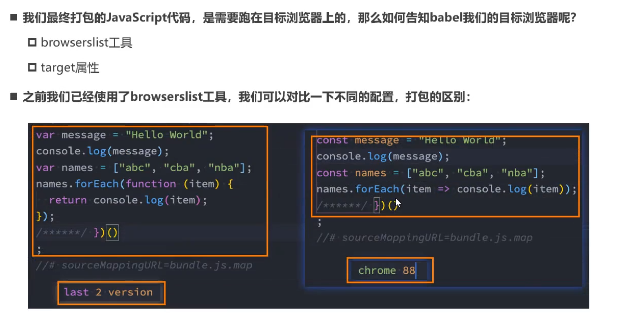 我们最终打包的JavaScript代码，是需要跑在目标浏览器上的，那么如何告知babel我们的目标浏览器呢？
browserslist工具
target属性
之前我们已经使用了browserslist工具，我们可以对比一下不同的配置，打包的区别：
var message = "Hello World";
console.log(message);
var names = ["abc", "cba", "nba"];
names.forEach(function (item) {
return console.log(item);
});
/******/ })()
;
//# sourceMappingURL=bundle.js.map
last 2 version
const message = "Hello World";
console.log(message);
const names = ["abc", "cba", "nba"];
names.forEach(item => console.log(item));
/******/ })()
;
//# sourceMappingURL=bundle.js.map
chrome 88